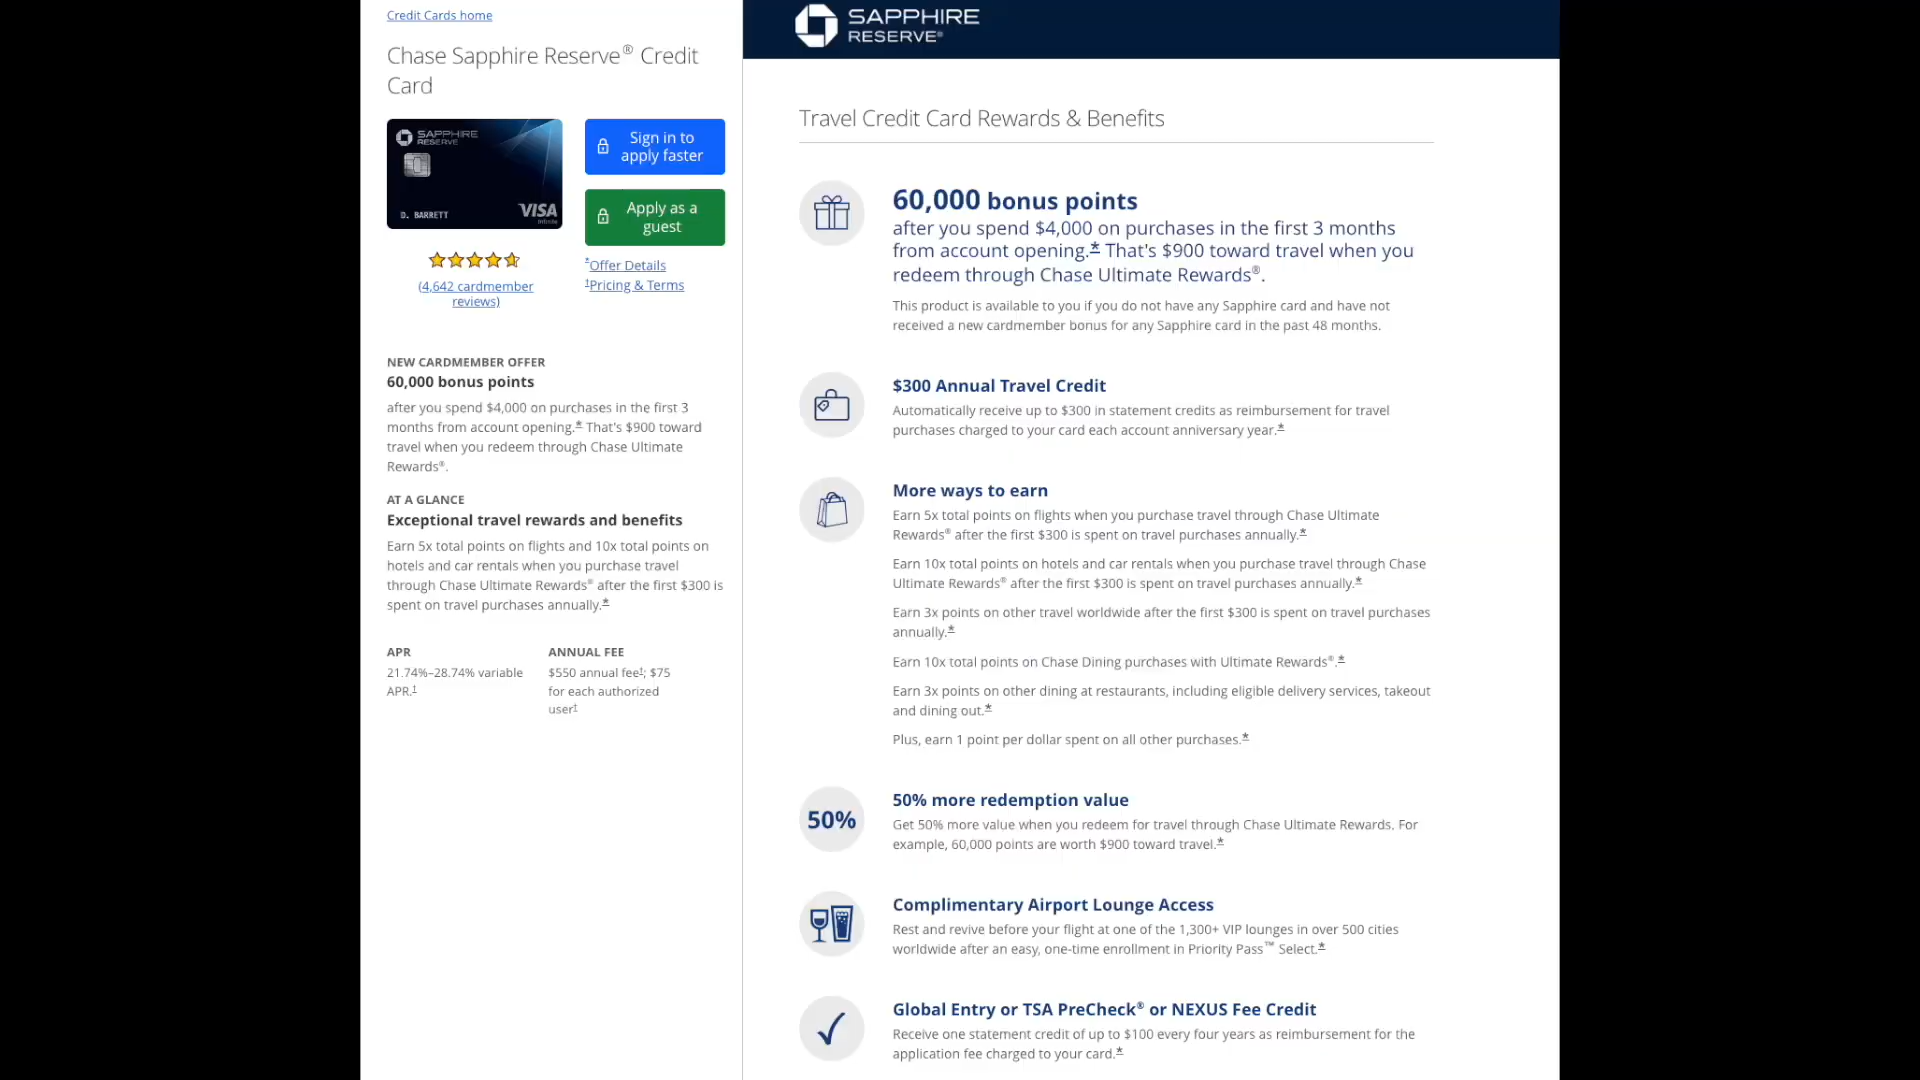 Credit Cards home
Chase Sapphire Reserve® Credit
Card
SAPPHIRE
RESERVE
D. BARRETT
VISA
Infinite
Sign in to
apply faster
Apply as a
guest
(4,642 cardmember
reviews)
*Offer Details
†Pricing & Terms
NEW CARDMEMBER OFFER
60,000 bonus points
after you spend $4,000 on purchases in the first 3
months from account opening.* That's $900 toward
travel when you redeem through Chase Ultimate
Rewards®.
AT A GLANCE
Exceptional travel rewards and benefits
Earn 5x total points on flights and 10x total points on
hotels and car rentals when you purchase travel
through Chase Ultimate Rewards® after the first $300 is
spent on travel purchases annually.*
APR
21.74%–28.74% variable
APR.†
ANNUAL FEE
$550 annual fee†; $75
for each authorized
user†
SAPPHIRE
RESERVE®
Travel Credit Card Rewards & Benefits
60,000 bonus points
after you spend $4,000 on purchases in the first 3 months
from account opening.* That's $900 toward travel when you
redeem through Chase Ultimate Rewards®.
This product is available to you if you do not have any Sapphire card and have not
received a new cardmember bonus for any Sapphire card in the past 48 months.
$300 Annual Travel Credit
Automatically receive up to $300 in statement credits as reimbursement for travel
purchases charged to your card each account anniversary year.*
More ways to earn
Earn 5x total points on flights when you purchase travel through Chase Ultimate
Rewards® after the first $300 is spent on travel purchases annually.*
Earn 10x total points on hotels and car rentals when you purchase travel through Chase
Ultimate Rewards® after the first $300 is spent on travel purchases annually.*
Earn 3x points on other travel worldwide after the first $300 is spent on travel purchases
annually.*
Earn 10x total points on Chase Dining purchases with Ultimate Rewards®.*
Earn 3x points on other dining at restaurants, including eligible delivery services, takeout
and dining out.*
Plus, earn 1 point per dollar spent on all other purchases.*
50%
50% more redemption value
Get 50% more value when you redeem for travel through Chase Ultimate Rewards. For
example, 60,000 points are worth $900 toward travel.*
Complimentary Airport Lounge Access
Rest and revive before your flight at one of the 1,300+ VIP lounges in over 500 cities
worldwide after an easy, one-time enrollment in Priority Pass™ Select.*
Global Entry or TSA PreCheck® or NEXUS Fee Credit
Receive one statement credit of up to $100 every four years as reimbursement for the
application fee charged to your card.*